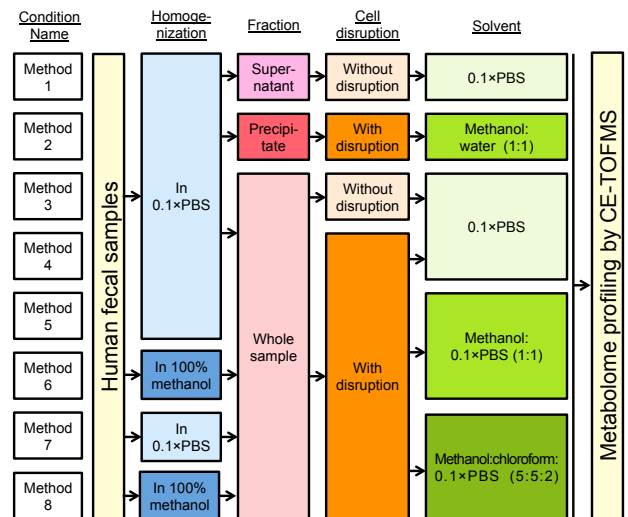 Condition
Name
Homoge-
nization
Fraction
Cell
disruption
Solvent
Method
1
Method
2
Method
3
Method
4
Method
5
Method
6
Method
7
Method
8
Human fecal samples
In
0.1×PBS
In 100%
methanol
In
0.1×PBS
In 100%
methanol
Super-
natant
Precipi-
tate
Whole
sample
Without
disruption
With
disruption
Without
disruption
With
disruption
0.1×PBS
Methanol:
water (1:1)
0.1×PBS
Methanol:
0.1×PBS (1:1)
Methanol:chloroform:
0.1×PBS (5:5:2)
Metabolome profiling by CE-TOFMS